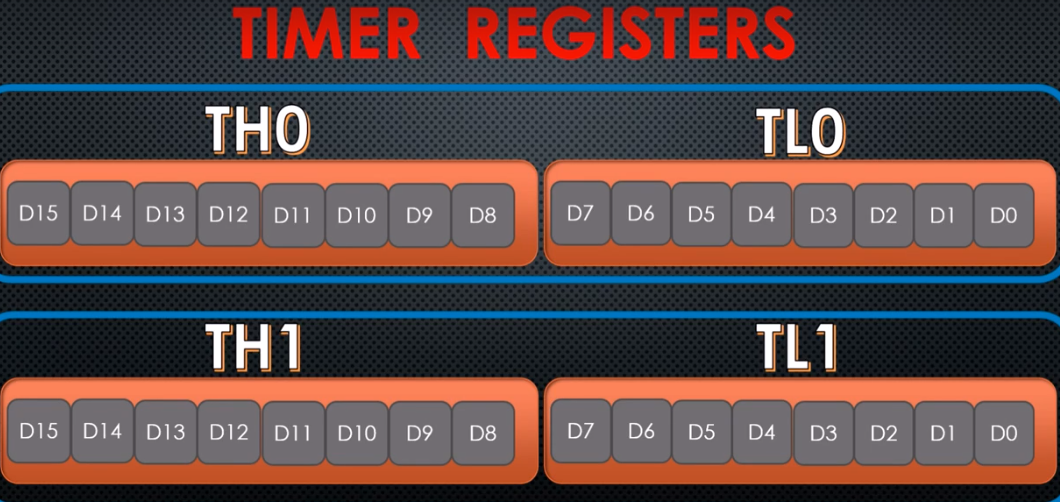 TIMER REGISTERS
TH0 TL0
D15 D14 D13 D12 D11 D10 D9 D8 D7 D6 D5 D4 D3 D2 D1 D0
TH1 TL1
D15 D14 D13 D12 D11 D10 D9 D8 D7 D6 D5 D4 D3 D2 D1 D0